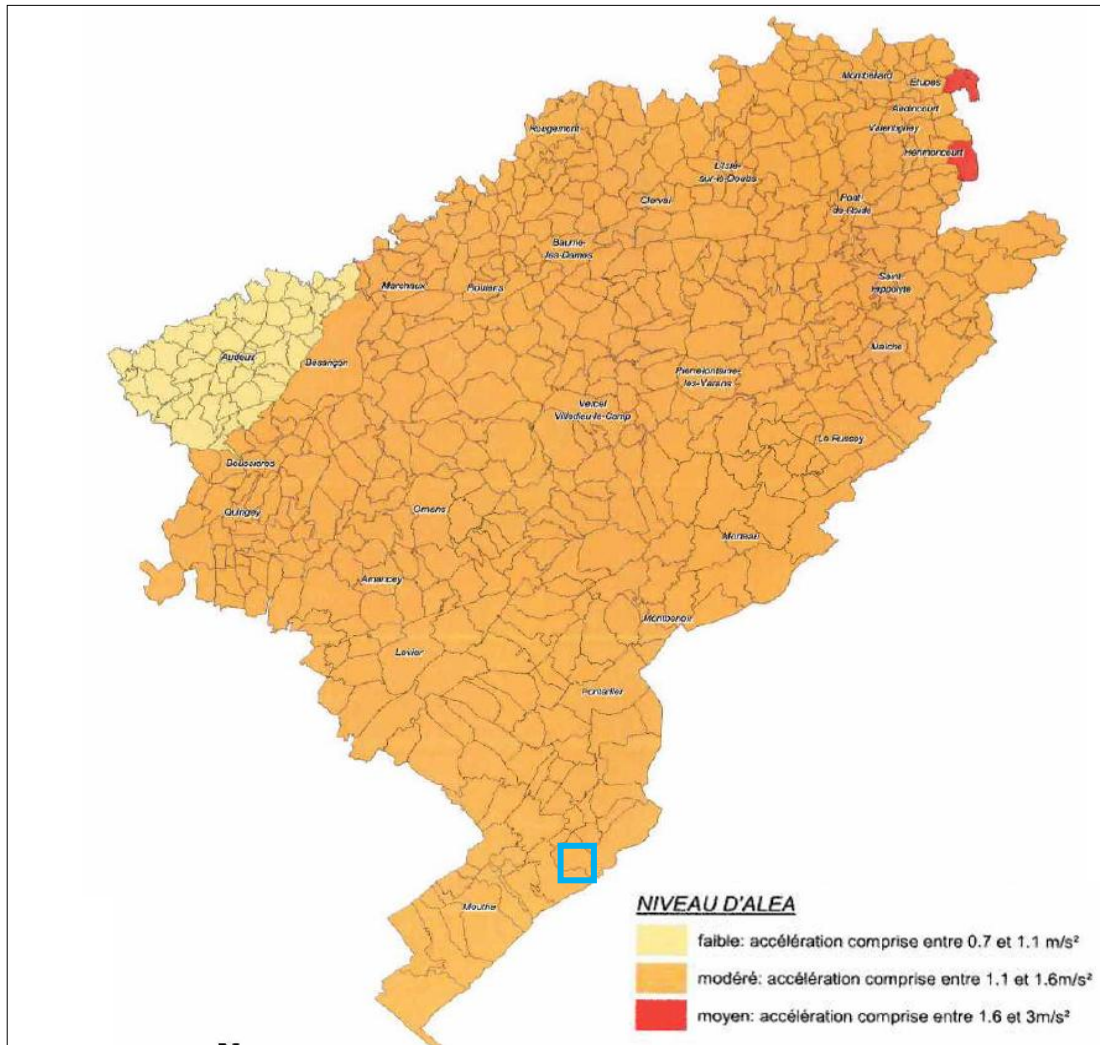 Montbéliard
Etupes
Audincourt
Valentigney
Hérimoncourt
Rougemont
L'Isle-
sur-le-Doubs
Pont-
de-Roide
Clerval
Baume-
les-Dames
Marchaux
Roulans
Saint-
Hippolyte
Maîche
Audeux
Besançon
Pierrefontaine-
les-Varans
Vercel
Villedieu-le-Camp
Le Russey
Boussières
Quingey
Ornans
Morteau
Amancey
Montbenoît
Levier
Pontarlier
Mouthe
NIVEAU D'ALEA
faible: accélération comprise entre 0.7 et 1.1 m/s²
modéré: accélération comprise entre 1.1 et 1.6m/s²
moyen: accélération comprise entre 1.6 et 3m/s²